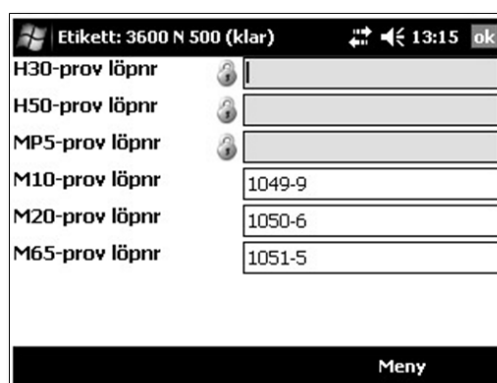 Etikett: 3600 N 500 (klar) 13:15 ok
H30-prov löpnr
H50-prov löpnr
MP5-prov löpnr
M10-prov löpnr 1049-9
M20-prov löpnr 1050-6
M65-prov löpnr 1051-5
Meny